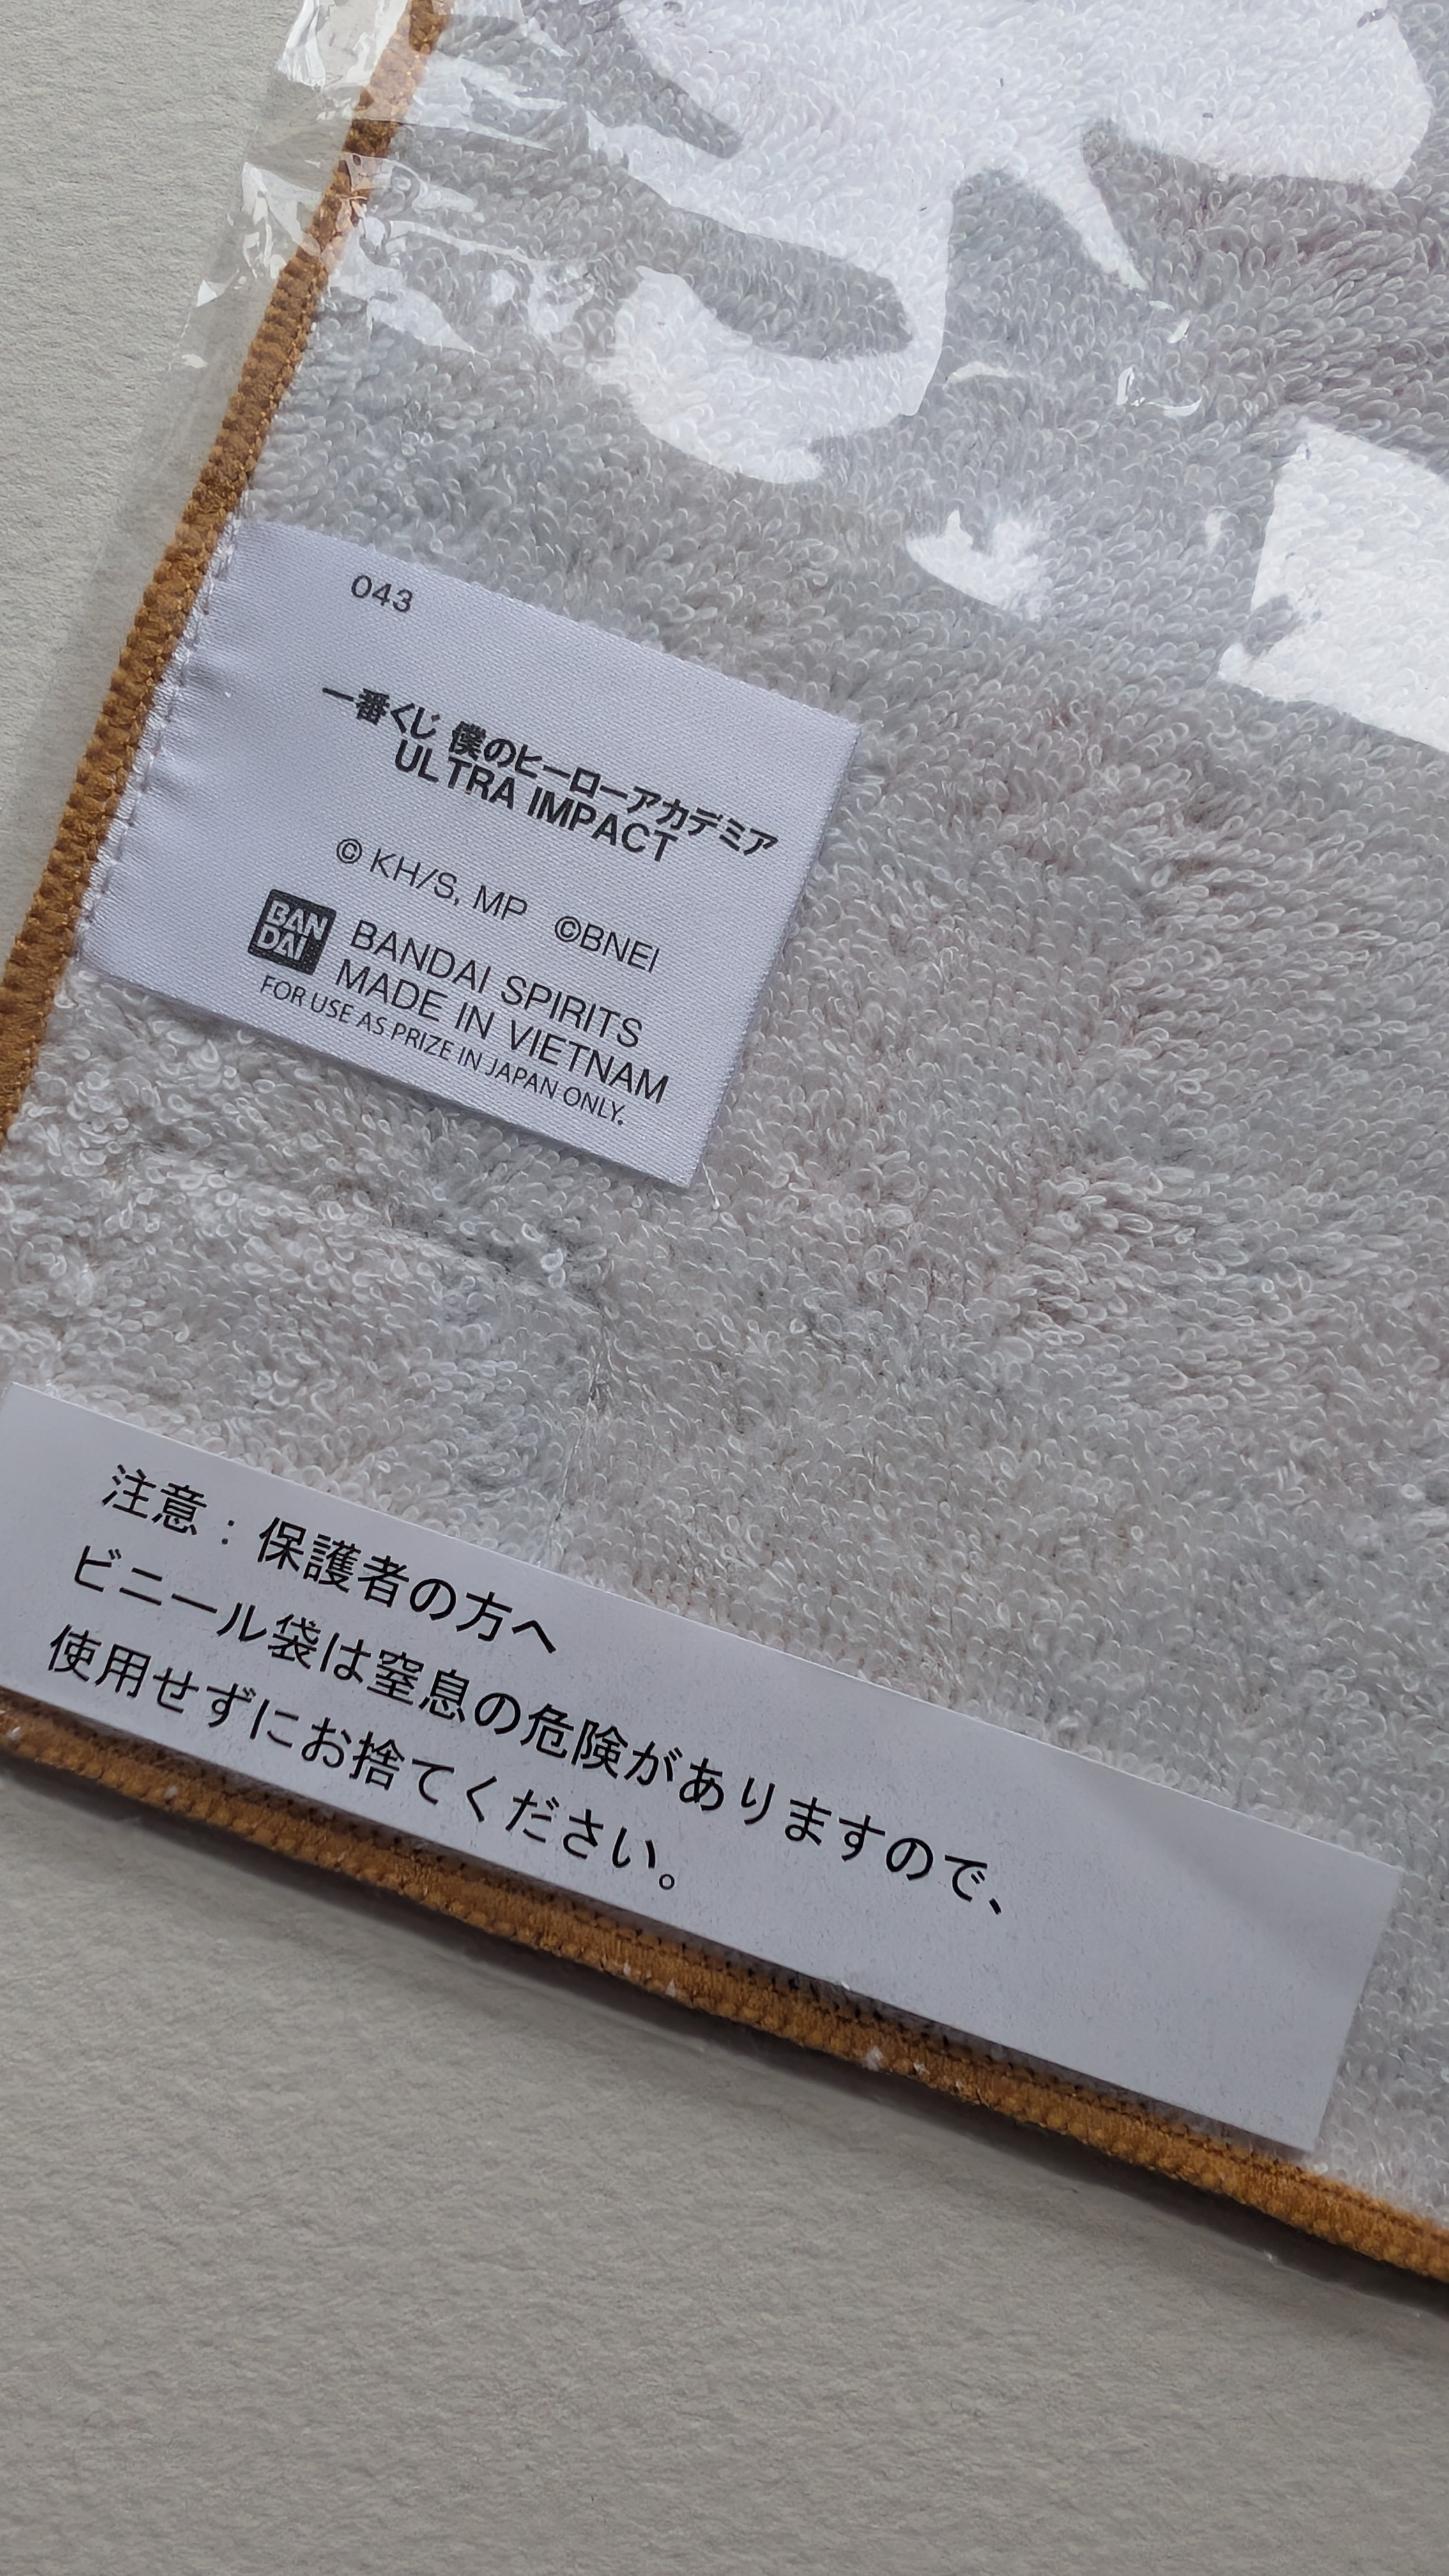 043
一番くじ 僕のヒーローアカデミア
ULTRA IMPACT
© KH/S, MP ©BNEI
BAN
DAI
BANDAI SPIRITS
MADE IN VIETNAM
FOR USE AS PRIZE IN JAPAN ONLY.
注意：保護者の方へ
ビニール袋は窒息の危険がありますので、
使用せずにお捨てください。